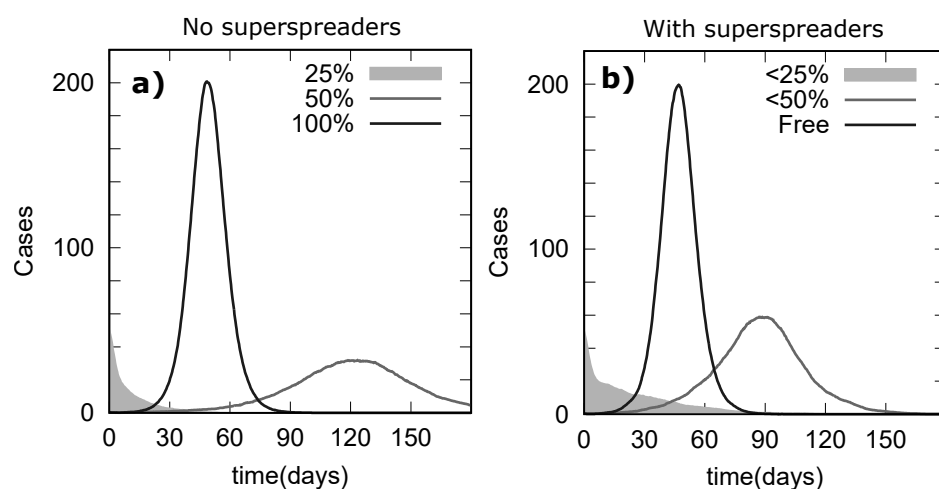 No superspreaders
a)
25%
50%
100%
200
100
0
Cases
0 30 60 90 120 150
time(days)
With superspreaders
b)
<25%
<50%
Free
200
100
0
Cases
0 30 60 90 120 150
time(days)